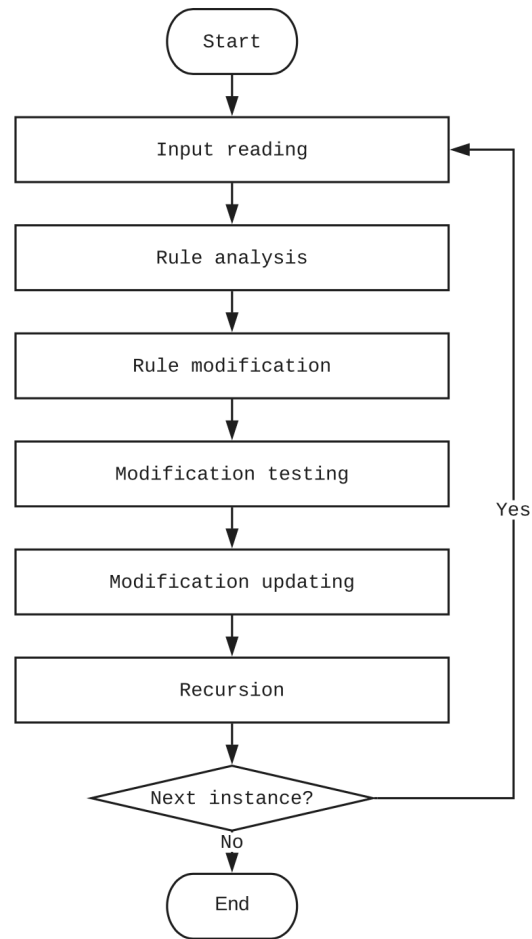 Start
Input reading
Rule analysis
Rule modification
Modification testing
Yes
Modification updating
Recursion
Next instance?
No
End